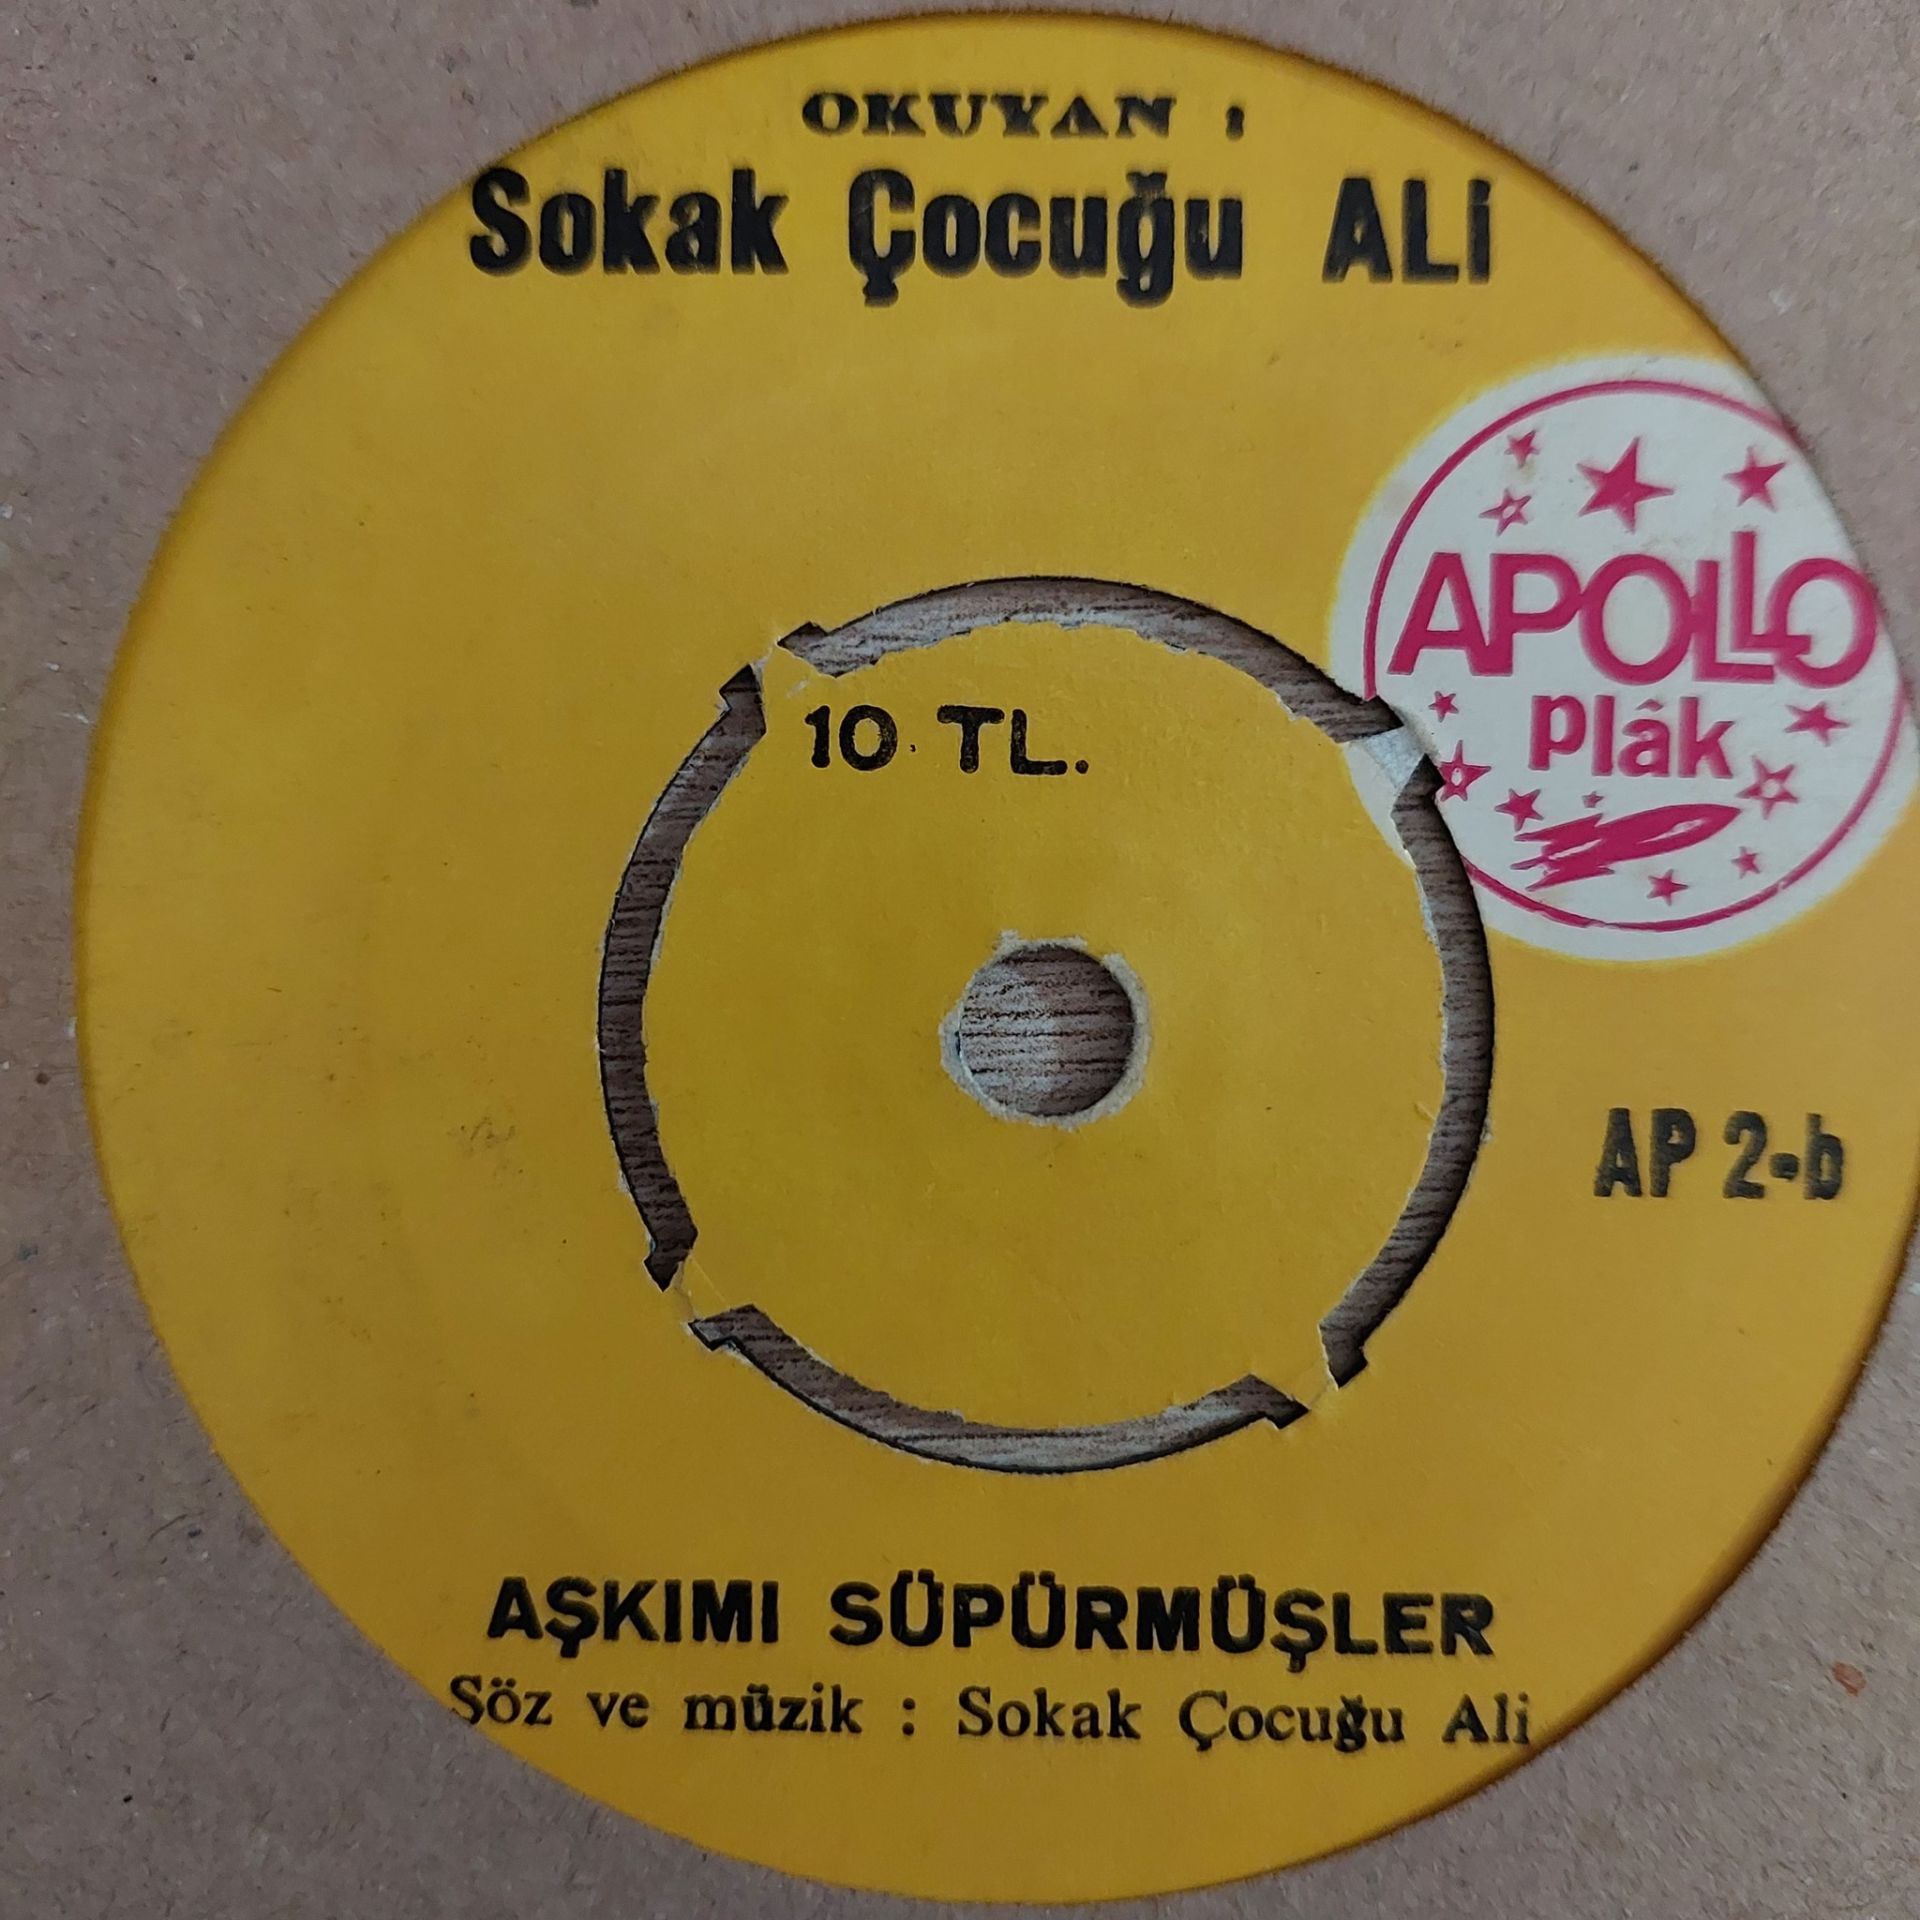 OKUYAN :
Sokak Çocuğu ALi
APOLLO
plâk
10 TL.
AP 2-b
AŞKIMI SÜPÜRMÜŞLER
Söz ve müzik : Sokak Çocuğu Ali